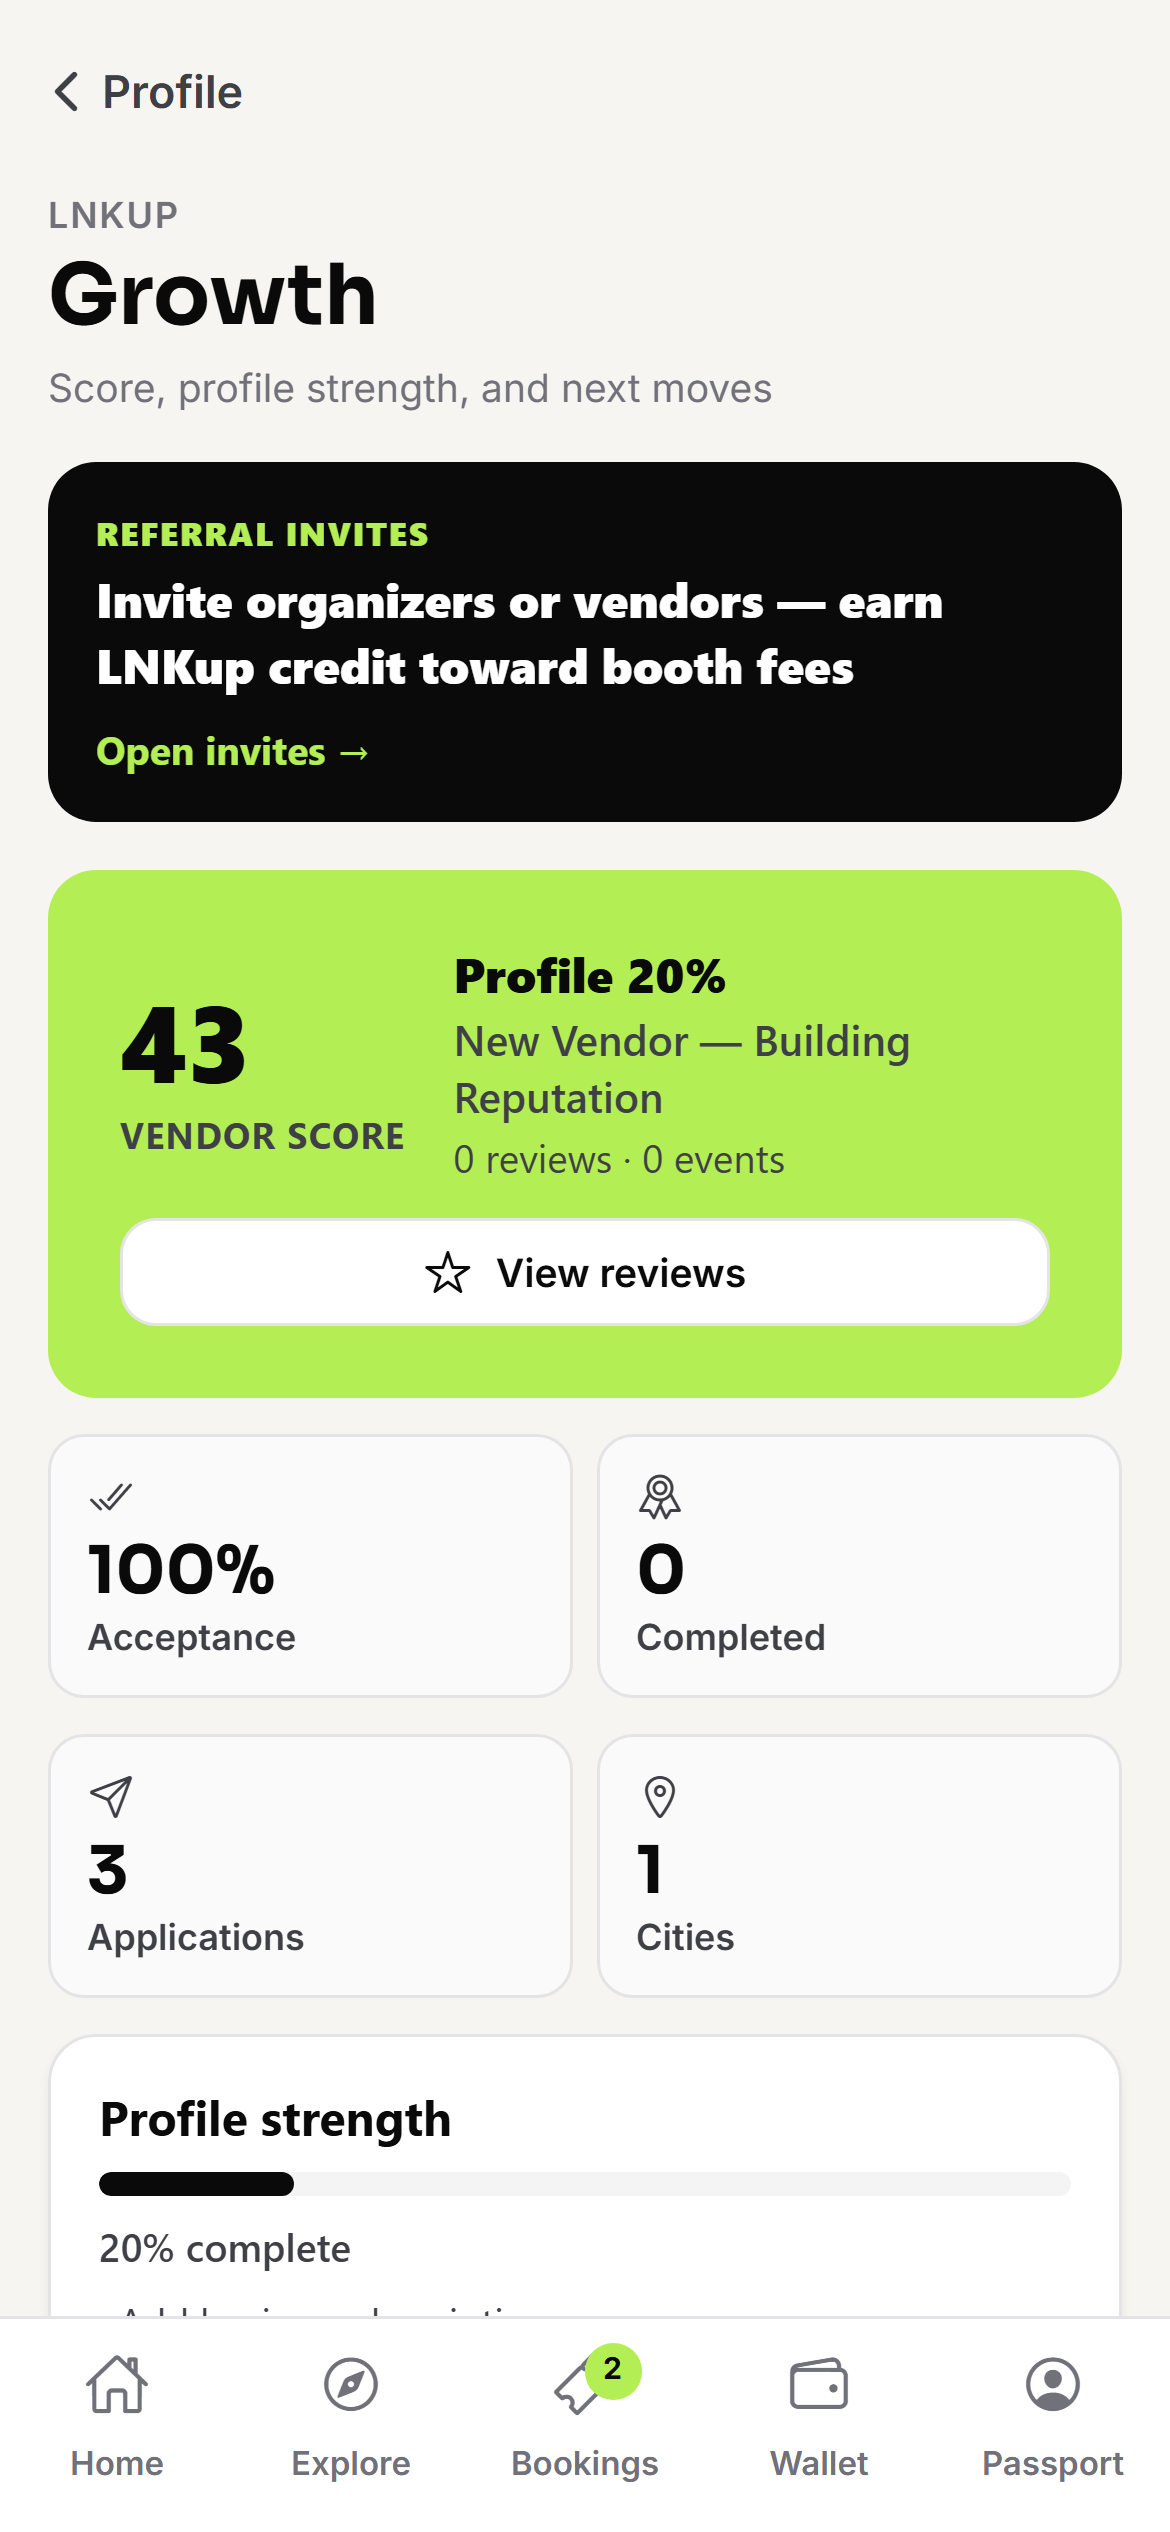 Profile
LNKUP
Growth
Score, profile strength, and next moves
REFERRAL INVITES
Invite organizers or vendors — earn
LNKup credit toward booth fees
Open invites →
43
VENDOR SCORE
Profile 20%
New Vendor — Building
Reputation
0 reviews · 0 events
View reviews
100%
Acceptance
0
Completed
3
Applications
1
Cities
Profile strength
20% complete
2
Home
Explore
Bookings
Wallet
Passport